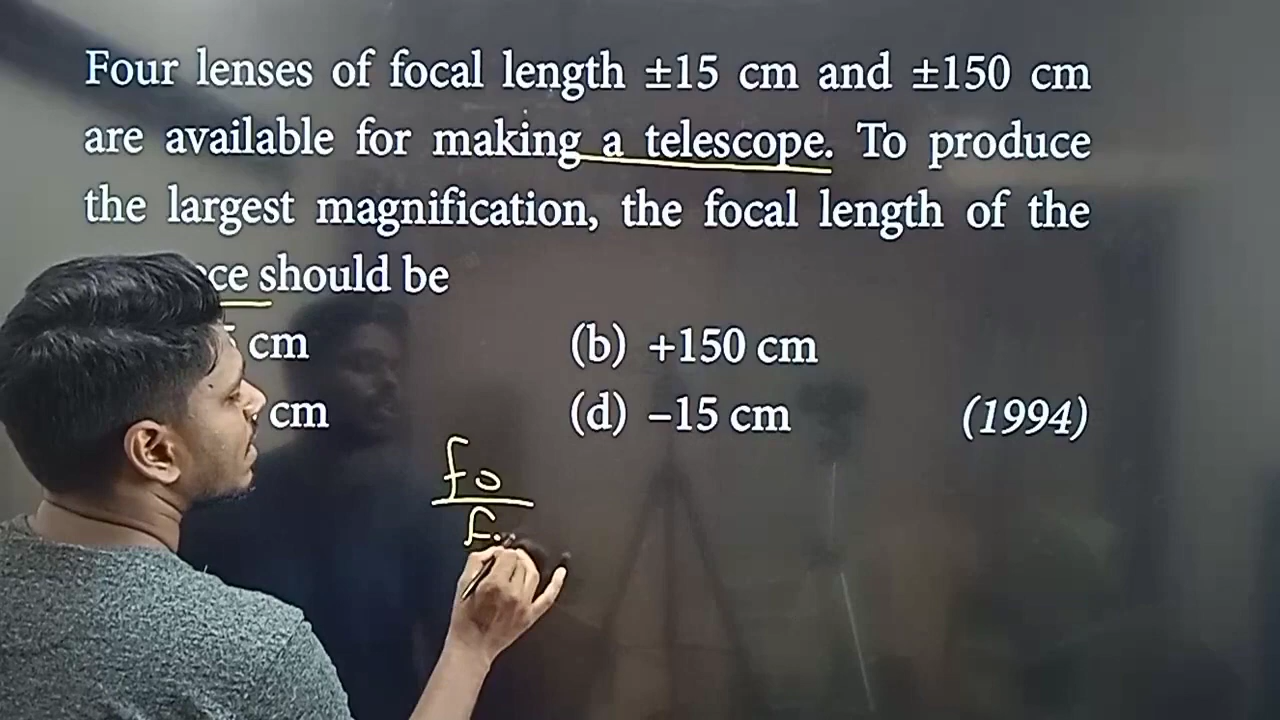 Four lenses of focal length ±15 cm and ±150 cm
are available for making a telescope. To produce
the largest magnification, the focal length of the
should be
cm (b) +150 cm
cm (d) –15 cm (1994)
fo